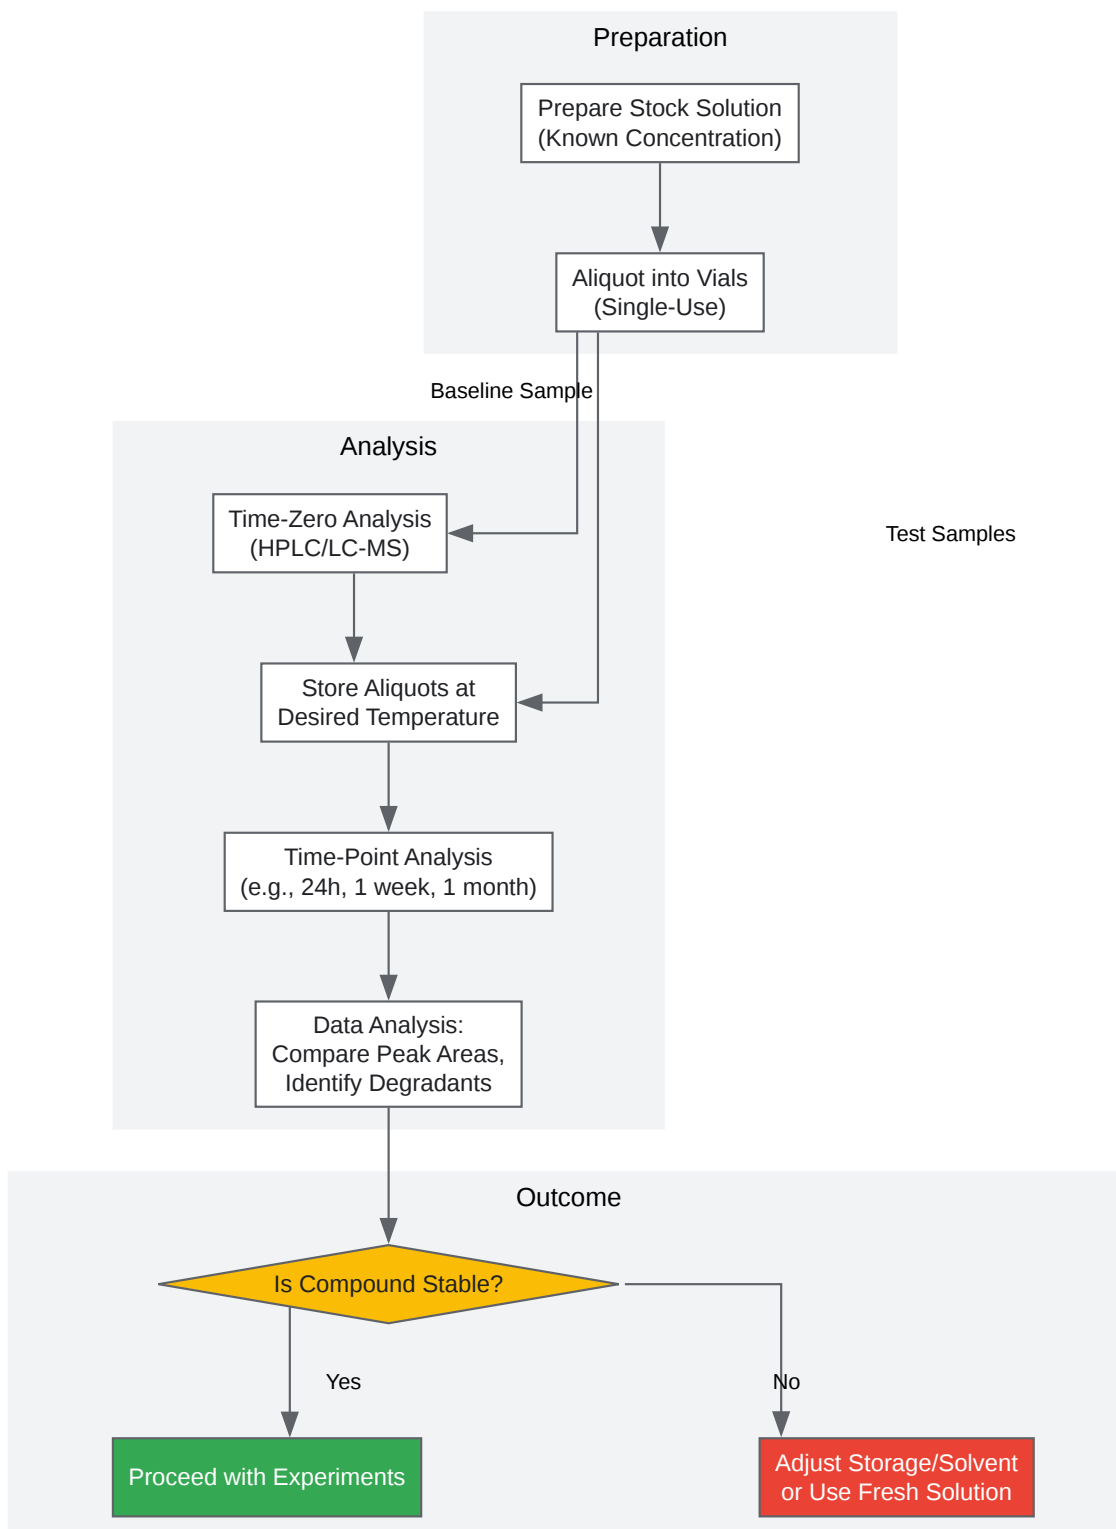 Preparation
Prepare Stock Solution
(Known Concentration)
Aliquot into Vials
(Single-Use)
Baseline Sample
Analysis
Time-Zero Analysis
(HPLC/LC-MS)
Test Samples
Store Aliquots at
Desired Temperature
Time-Point Analysis
(e.g., 24h, 1 week, 1 month)
Data Analysis:
Compare Peak Areas,
Identify Degradants
Outcome
Is Compound Stable?
Yes
No
Proceed with Experiments
Adjust Storage/Solvent
or Use Fresh Solution